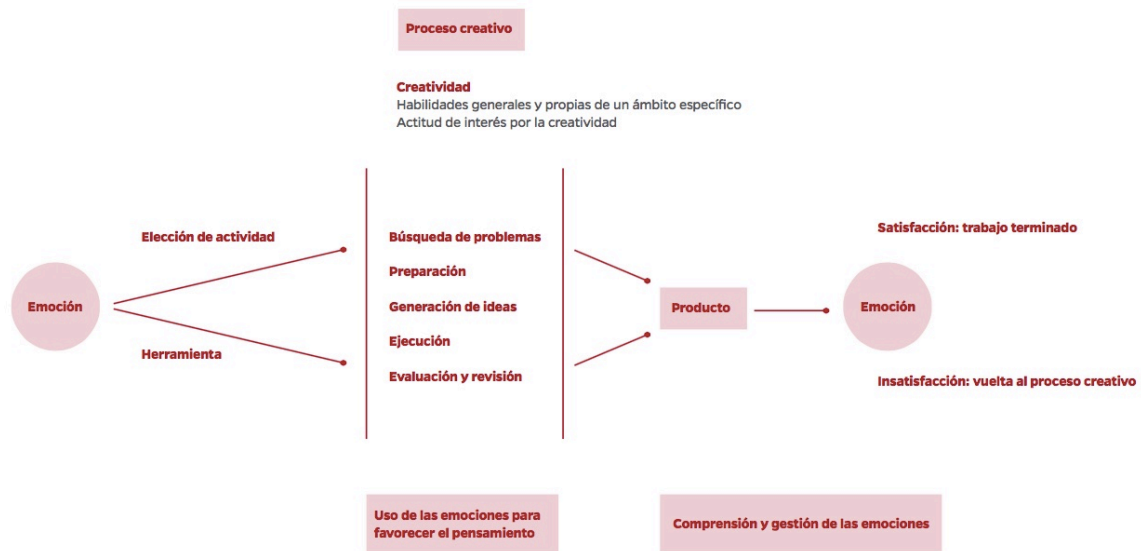 Proceso creativo
Creatividad
Habilidades generales y propias de un ámbito específico
Actitud de interés por la creatividad
Elección de actividad
Emoción
Herramienta
Búsqueda de problemas
Preparación
Generación de ideas
Ejecución
Evaluación y revisión
Producto
Satisfacción: trabajo terminado
Emoción
Insatisfacción: vuelta al proceso creativo
Uso de las emociones para
favorecer el pensamiento
Comprensión y gestión de las emociones